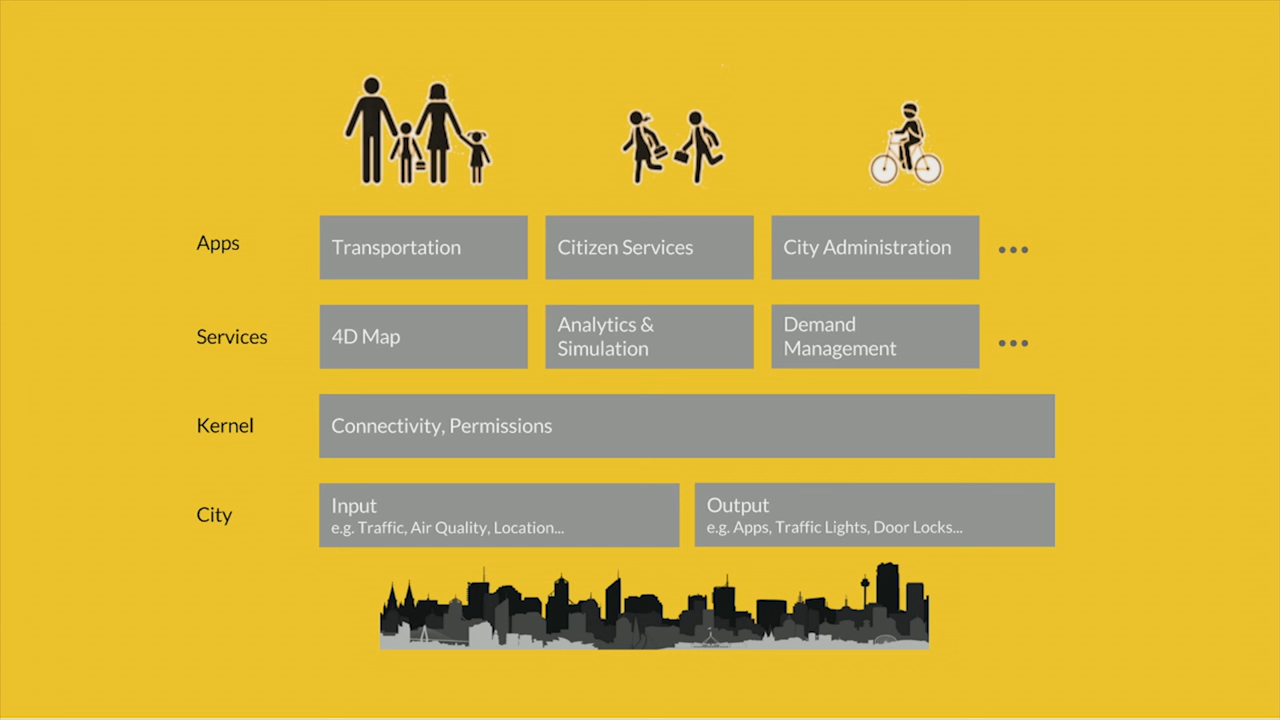 Apps
Transportation
Citizen Services
City Administration
Services
4D Map
Analytics &
Simulation
Demand
Management
Kernel
Connectivity, Permissions
City
Input
e.g. Traffic, Air Quality, Location...
Output
e.g. Apps, Traffic Lights, Door Locks...